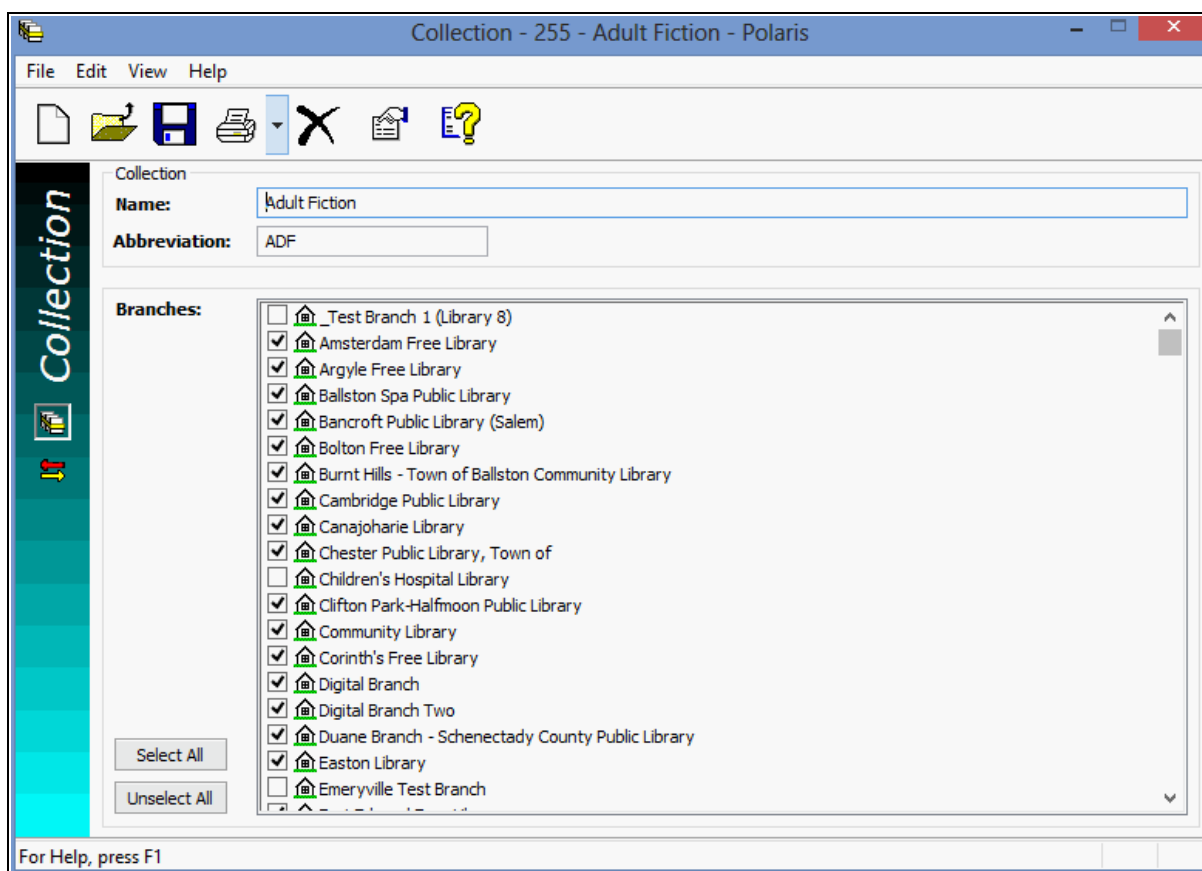 Collection - 255 - Adult Fiction - Polaris
File Edit View Help
Collection
Collection
Name: Adult Fiction
Abbreviation: ADF
Branches:
_Test Branch 1 (Library 8)
Amsterdam Free Library
Argyle Free Library
Ballston Spa Public Library
Bancroft Public Library (Salem)
Bolton Free Library
Burnt Hills - Town of Ballston Community Library
Cambridge Public Library
Canajoharie Library
Chester Public Library, Town of
Children's Hospital Library
Clifton Park-Halfmoon Public Library
Community Library
Corinth's Free Library
Digital Branch
Digital Branch Two
Duane Branch - Schenectady County Public Library
Easton Library
Emeryville Test Branch
Select All
Unselect All
For Help, press F1